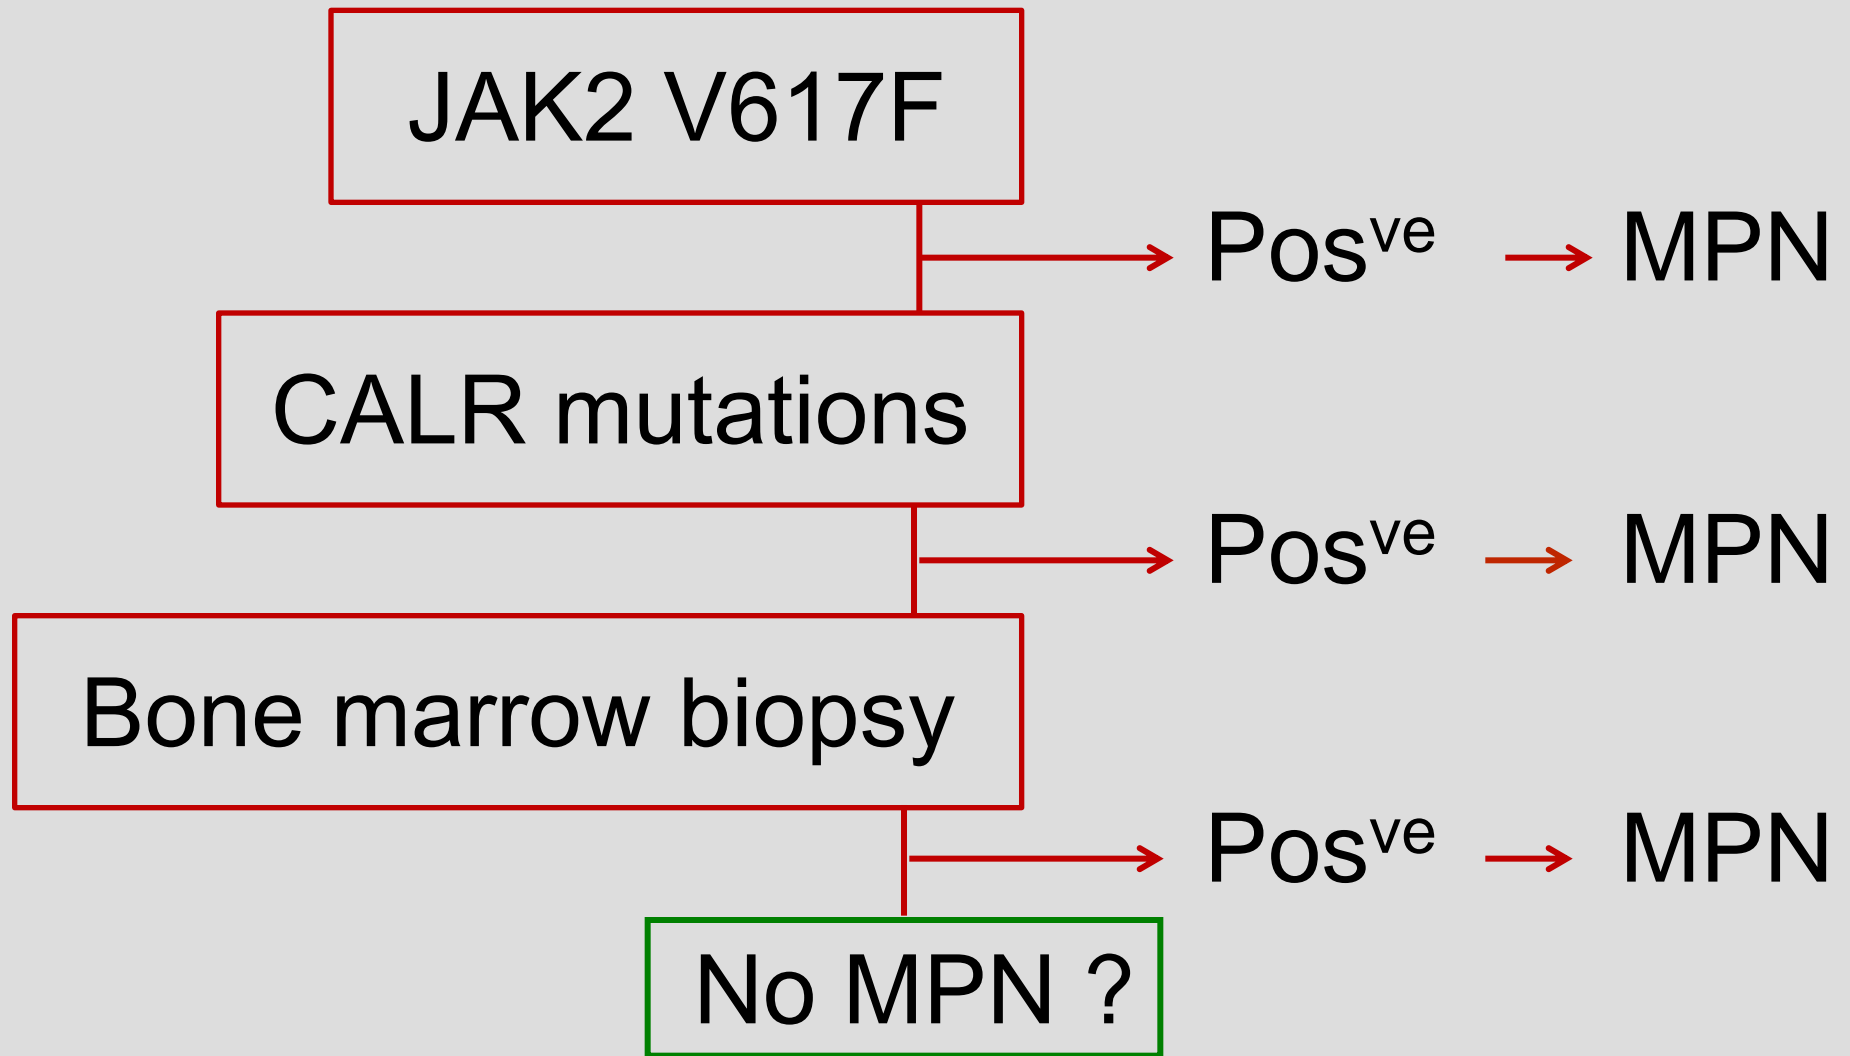 JAK2 V617F
Posve MPN
CALR mutations
Posve MPN
Bone marrow biopsy
Posve MPN
No MPN ?